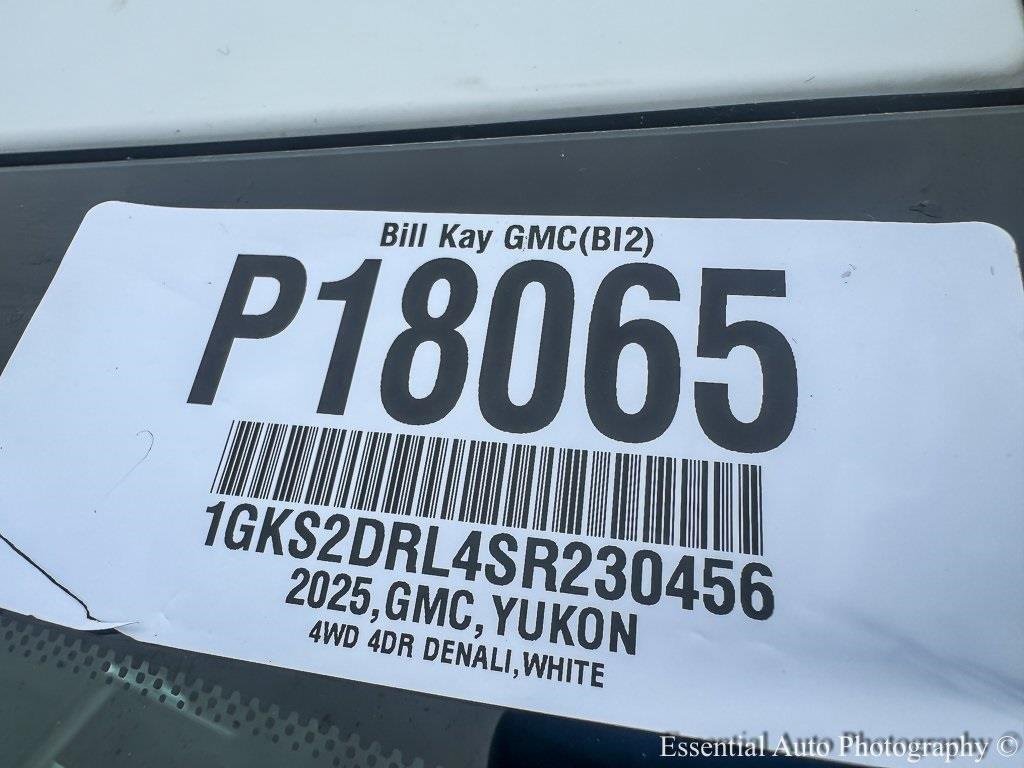 Bill Kay GMC(BI2)
P18065
1GKS2DRL4SR230456
2025,GMC,YUKON
4WD 4DR DENALI,WHITE
Essential Auto Photography ©